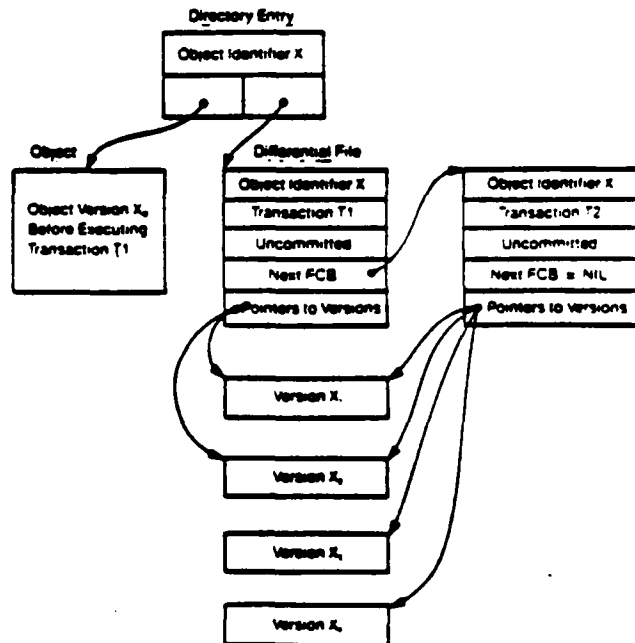 Directory Entry
Object Identifier X
Object
Differential File
Object Version X₀
Before Executing
Transaction T1
Object Identifier X
Transaction T1
Uncommitted
Next FCB
Pointers to Versions
Object Identifier X
Transaction T2
Uncommitted
Next FCB = NIL
Pointers to Versions
Version
Version
Version
Version